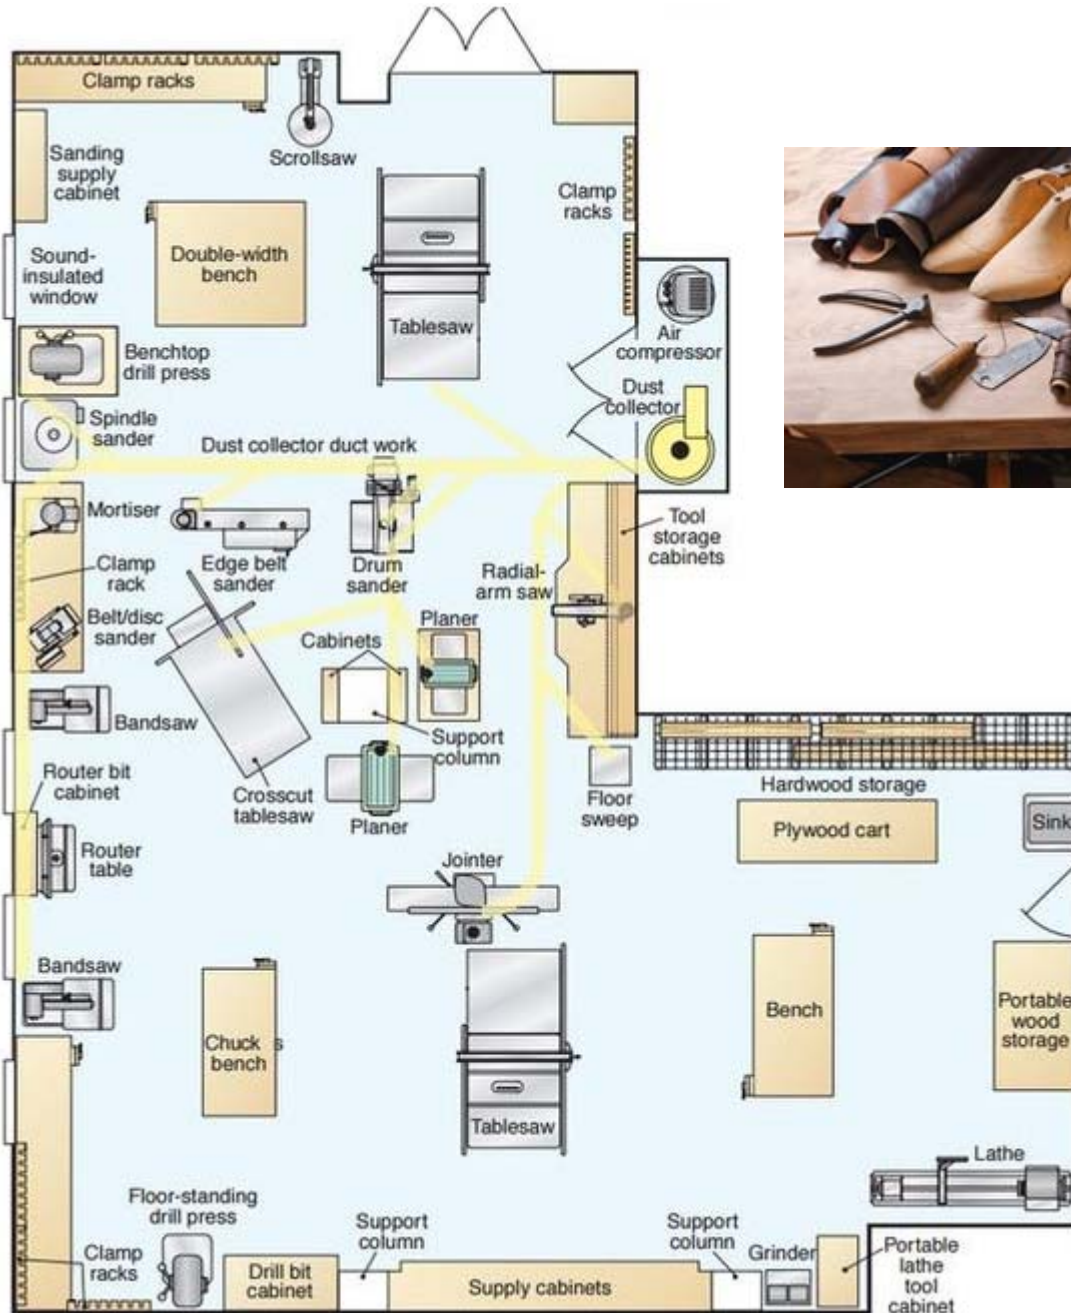 Clamp racks
Scrollsaw
Sanding
supply
cabinet
Clamp
racks
Double-width
bench
Sound-
insulated
window
Tablesaw
Air
compressor
Benchtop
drill press
Dust
collector
Spindle
sander
Dust collector duct work
Mortiser
Tool
storage
cabinets
Clamp
rack
Edge belt
sander
Drum
sander
Radial-
arm saw
Belt/disc
sander
Planer
Cabinets
Bandsaw
Support
column
Router bit
cabinet
Crosscut
tablesaw
Planer
Floor
sweep
Hardwood storage
Plywood cart
Sink
Router
table
Jointer
Bandsaw
Bench
Portable
wood
storage
Chuck s
bench
Tablesaw
Lathe
Floor-standing
drill press
Support
column
Support
column
Grinder
Portable
lathe
tool
cabinet
Clamp
racks
Drill bit
cabinet
Supply cabinets